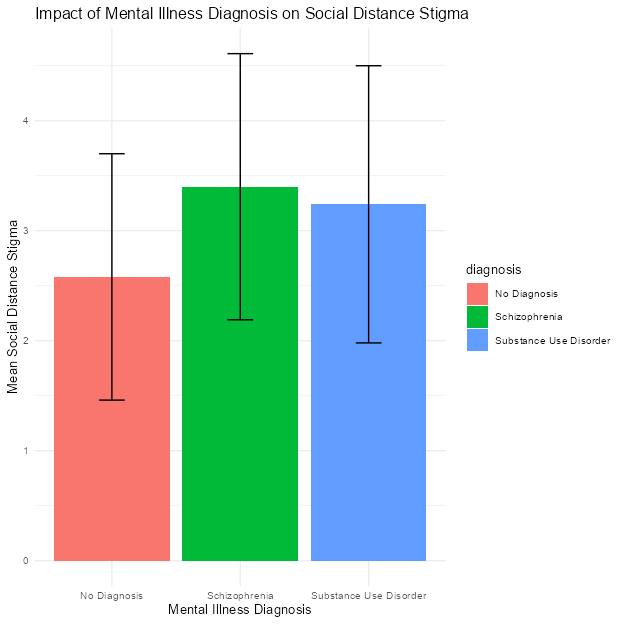 Impact of Mental Illness Diagnosis on Social Distance Stigma
Mean Social Distance Stigma
4
3
2
1
0
No Diagnosis
Schizophrenia
Substance Use Disorder
Mental Illness Diagnosis
diagnosis
No Diagnosis
Schizophrenia
Substance Use Disorder